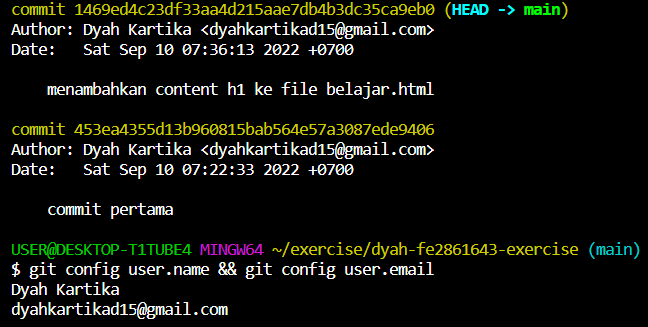 commit 1469ed4c23df33aa4d215aae7db4b3dc35ca9eb0 (HEAD -> main)
Author: Dyah Kartika <dyahkartikad15@gmail.com>
Date:   Sat Sep 10 07:36:13 2022 +0700
    menambahkan content h1 ke file belajar.html
commit 453ea4355d13b960815bab564e57a3087ede9406
Author: Dyah Kartika <dyahkartikad15@gmail.com>
Date:   Sat Sep 10 07:22:33 2022 +0700
    commit pertama
USER@DESKTOP-T1TUBE4 MINGW64 ~/exercise/dyah-fe2861643-exercise (main)
$ git config user.name && git config user.email
Dyah Kartika
dyahkartikad15@gmail.com